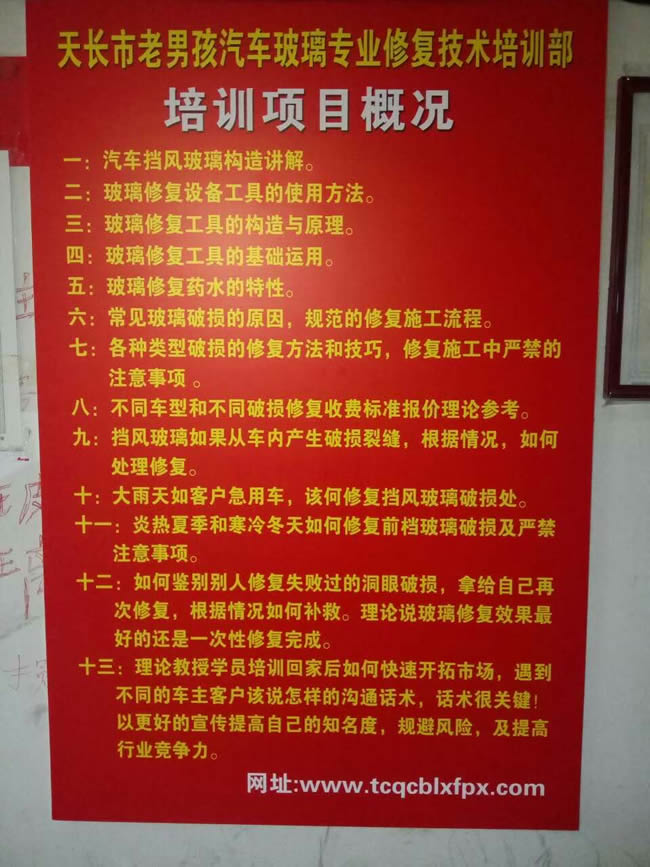 天长市老男孩汽车玻璃专业修复技术培训部
培训项目概况
一：汽车挡风玻璃构造讲解。
二：玻璃修复设备工具的使用方法。
三：玻璃修复工具的构造与原理。
四：玻璃修复工具的基础运用。
五：玻璃修复药水的特性。
六：常见玻璃破损的原因，规范的修复施工流程。
七：各种类型破损的修复方法和技巧，修复施工中严禁的
注意事项 。
八：不同车型和不同破损修复收费标准报价理论参考。
九：挡风玻璃如果从车内产生破损裂缝，根据情况，如何
处理修复。
十：大雨天如客户急用车，该何修复挡风玻璃破损处。
十一：炎热夏季和寒冷冬天如何修复前档玻璃破损及严禁
注意事项。
十二：如何鉴别别人修复失败过的洞眼破损，拿给自己再
次修复，根据情况如何补救。理论说玻璃修复效果最
好的还是一次性修复完成。
十三：理论教授学员培训回家后如何快速开拓市场，遇到
不同的车主客户该说怎样的沟通话术，话术很关键！
以更好的宣传提高自己的知名度，规避风险，及提高
行业竞争力。
网址:www.tcqcblxfpx.com